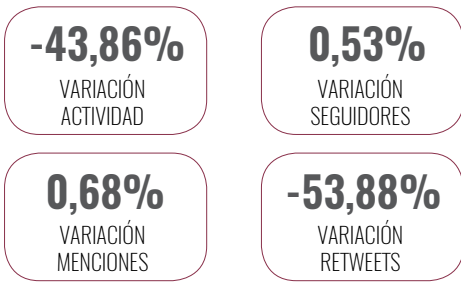 -43,86%
VARIACIÓN
ACTIVIDAD
0,53%
VARIACIÓN
SEGUIDORES
0,68%
VARIACIÓN
MENCIONES
-53,88%
VARIACIÓN
RETWEETS